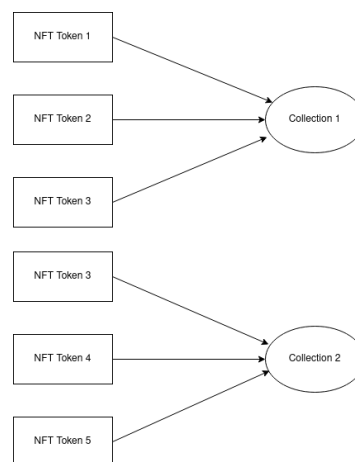 NFT Token 1
NFT Token 2
Collection 1
NFT Token 3
NFT Token 3
NFT Token 4
Collection 2
NFT Token 5